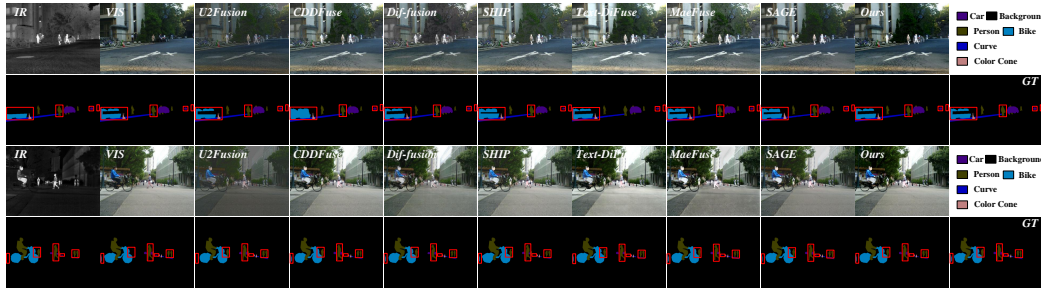 IR VIS U2Fusion CDDFuse Dif-fusion SHIP Text-DiFuse MaeFuse SAGE Ours
Car Background
Person Bike
Curve
Color Cone
GT
IR VIS U2Fusion CDDFuse Dif-fusion SHIP Text-DiFuse MaeFuse SAGE Ours
Car Background
Person Bike
Curve
Color Cone
GT